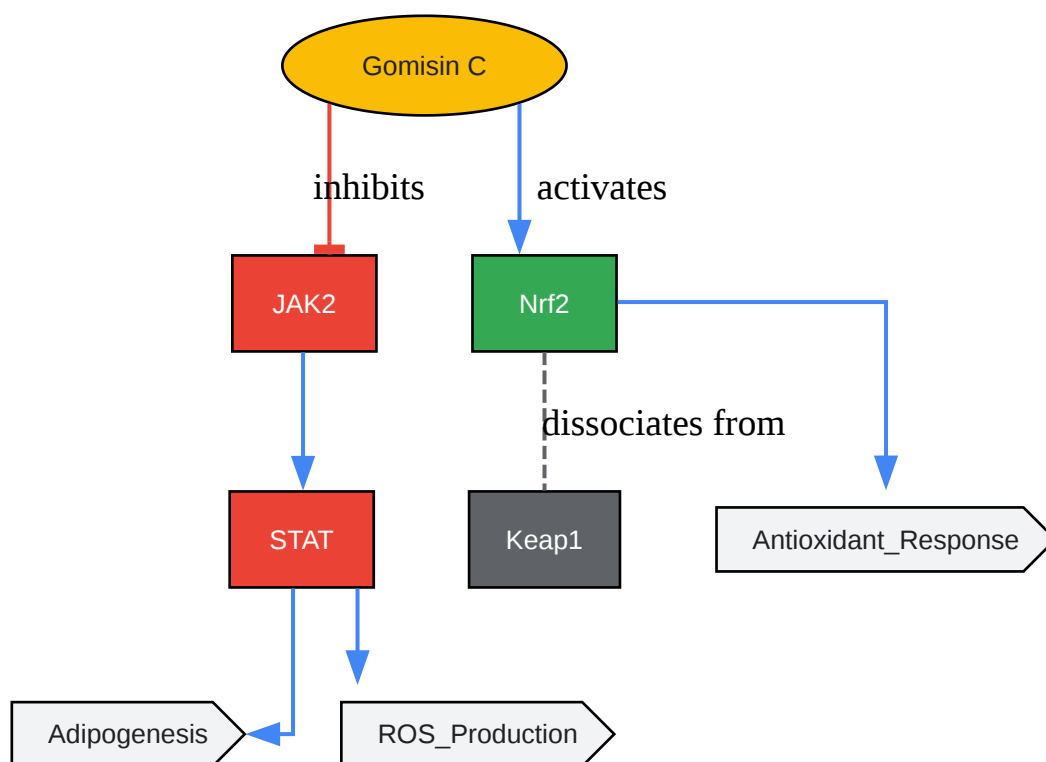 Gomisin C
inhibits
activates
JAK2
Nrf2
dissociates from
STAT
Keap1
Antioxidant_Response
Adipogenesis
ROS_Production